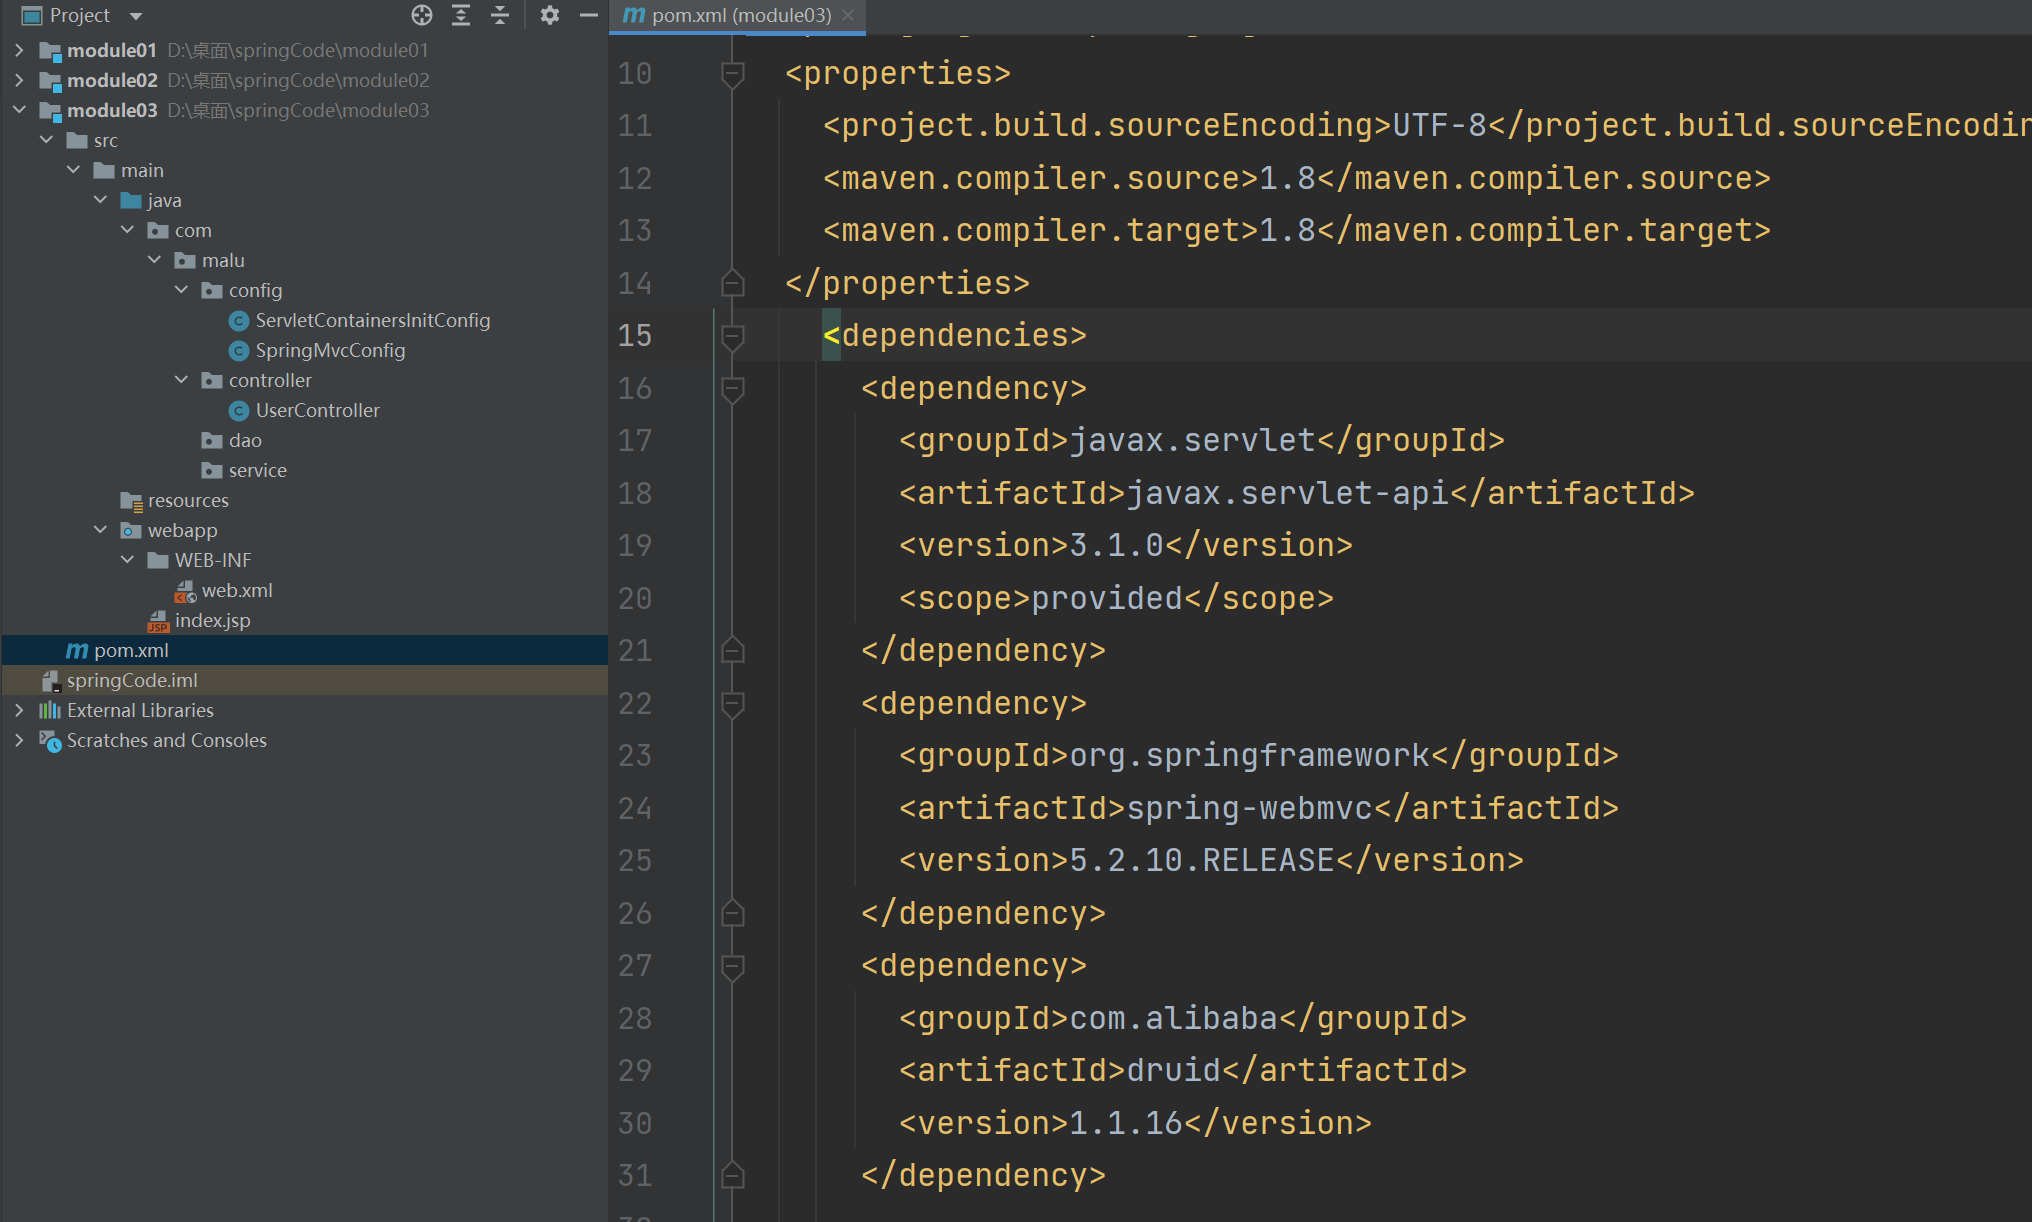 Project
module01 D:\桌面\springCode\module01
module02 D:\桌面\springCode\module02
module03 D:\桌面\springCode\module03
src
main
java
com
malu
config
ServletContainersInitConfig
SpringMvcConfig
controller
UserController
dao
service
resources
webapp
WEB-INF
web.xml
index.jsp
pom.xml
springCode.iml
External Libraries
Scratches and Consoles
pom.xml (module03)
10 <properties>
11 <project.build.sourceEncoding>UTF-8</project.build.sourceEncodin
12 <maven.compiler.source>1.8</maven.compiler.source>
13 <maven.compiler.target>1.8</maven.compiler.target>
14 </properties>
15 <dependencies>
16 <dependency>
17 <groupId>javax.servlet</groupId>
18 <artifactId>javax.servlet-api</artifactId>
19 <version>3.1.0</version>
20 <scope>provided</scope>
21 </dependency>
22 <dependency>
23 <groupId>org.springframework</groupId>
24 <artifactId>spring-webmvc</artifactId>
25 <version>5.2.10.RELEASE</version>
26 </dependency>
27 <dependency>
28 <groupId>com.alibaba</groupId>
29 <artifactId>druid</artifactId>
30 <version>1.1.16</version>
31 </dependency>